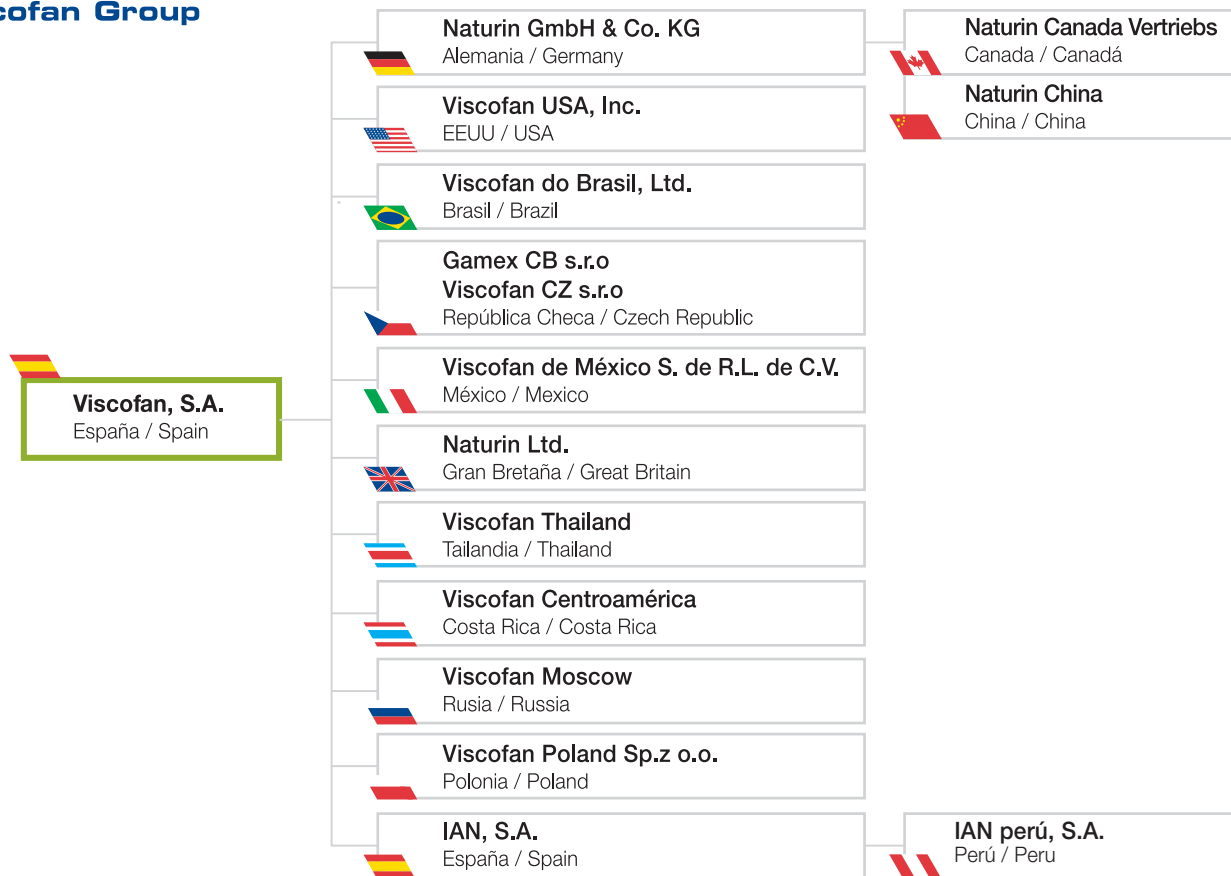 cofan Group
Naturin GmbH & Co. KG
Alemania / Germany
Naturin Canada Vertriebs
Canada / Canadá
Naturin China
China / China
Viscofan USA, Inc.
EEUU / USA
Viscofan do Brasil, Ltd.
Brasil / Brazil
Gamex CB s.r.o
Viscofan CZ s.r.o
República Checa / Czech Republic
Viscofan, S.A.
España / Spain
Viscofan de México S. de R.L. de C.V.
México / Mexico
Naturin Ltd.
Gran Bretaña / Great Britain
Viscofan Thailand
Tailandia / Thailand
Viscofan Centroamérica
Costa Rica / Costa Rica
Viscofan Moscow
Rusia / Russia
Viscofan Poland Sp.z o.o.
Polonia / Poland
IAN, S.A.
España / Spain
IAN perú, S.A.
Perú / Peru